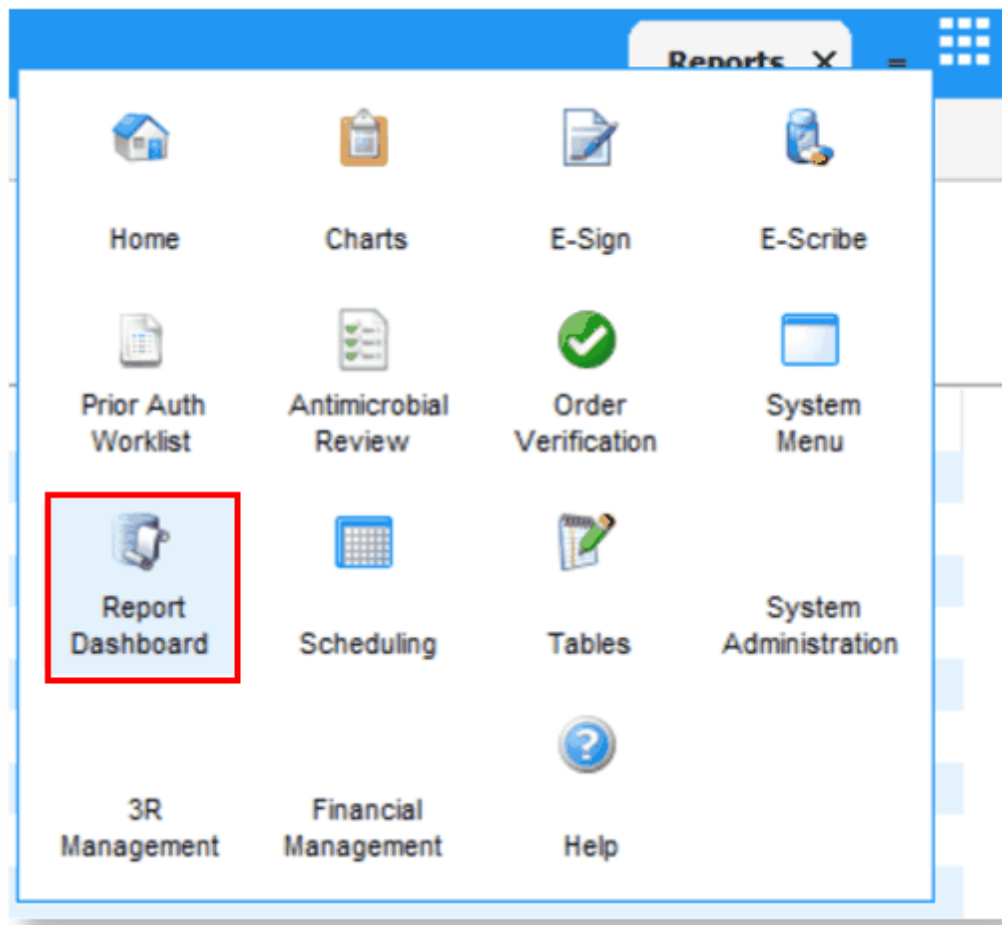 Reports X
Home Charts E-Sign E-Scribe
Prior Auth Antimicrobial Order System
Worklist Review Verification Menu
Report System
Dashboard Scheduling Tables Administration
3R Financial
Management Management Help